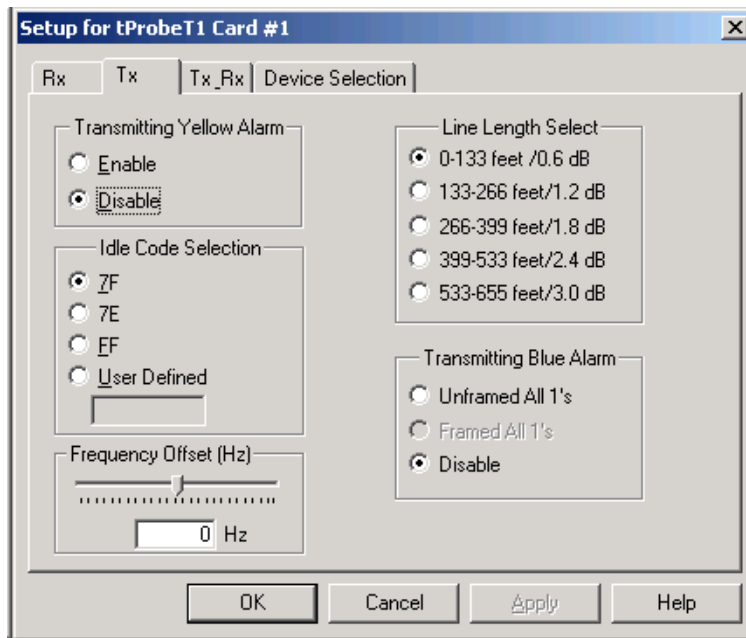 Setup for tProbeT1 Card #1
Rx Tx Tx_Rx Device Selection
Transmitting Yellow Alarm
Enable
Disable
Idle Code Selection
7F
7E
FF
User Defined
Frequency Offset (Hz)
0 Hz
Line Length Select
0-133 feet /0.6 dB
133-266 feet/1.2 dB
266-399 feet/1.8 dB
399-533 feet/2.4 dB
533-655 feet/3.0 dB
Transmitting Blue Alarm
Unframed All 1's
Framed All 1's
Disable
OK Cancel Apply Help